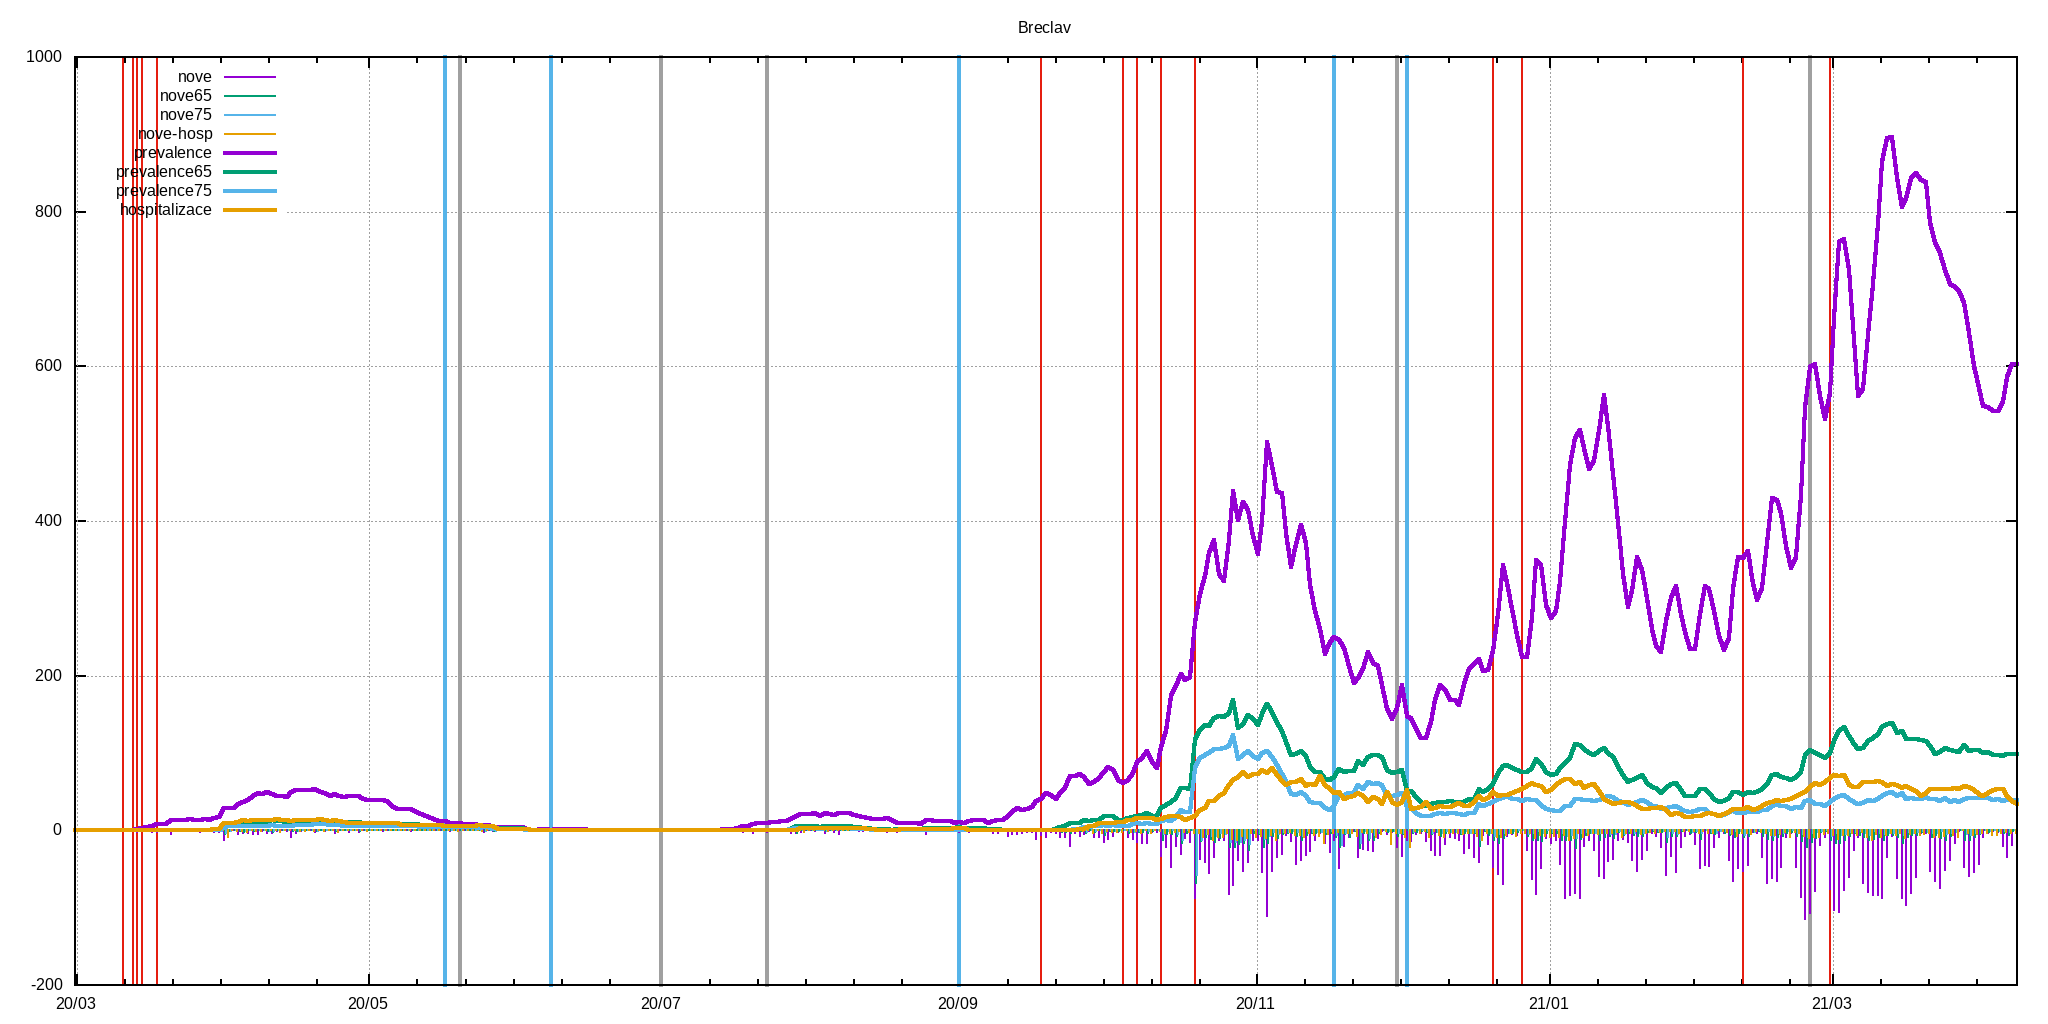 Breclav
1000
800
600
400
200
0
-200
nove
nove65
nove75
nove-hosp
prevalence
prevalence65
prevalence75
hospitalizace
20/03 20/05 20/07 20/09 20/11 21/01 21/03